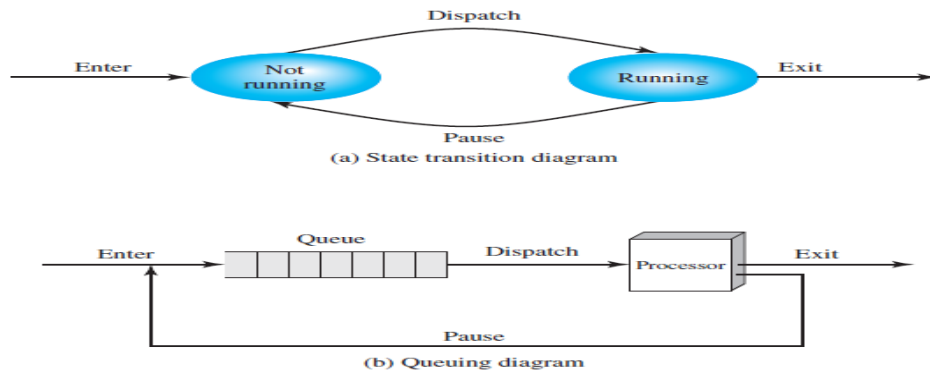 Dispatch
Enter
Not
running
Running
Exit
Pause
(a) State transition diagram
Queue
Enter
Dispatch
Processor
Exit
Pause
(b) Queuing diagram